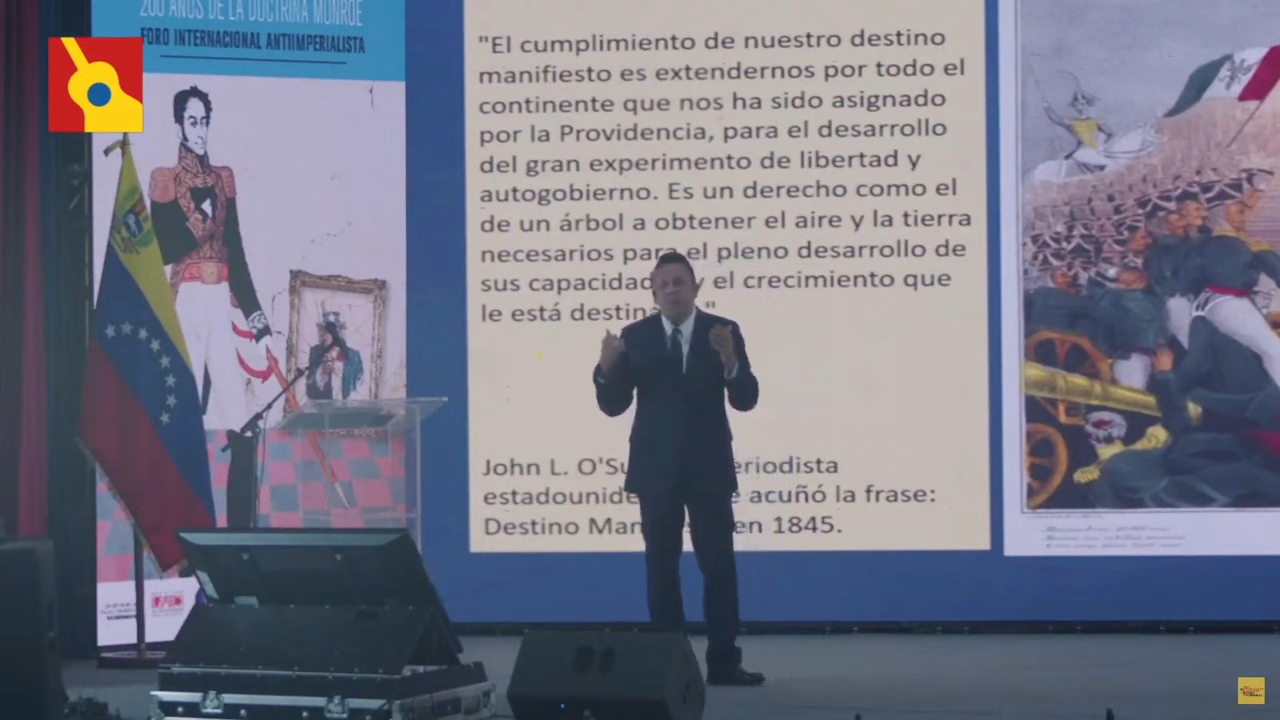 200 AÑOS DE LA DOCTRINA MONROE
FORO INTERNACIONAL ANTIIMPERIALISTA
"El cumplimiento de nuestro destino
manifiesto es extendernos por todo el
continente que nos ha sido asignado
por la Providencia, para el desarrollo
del gran experimento de libertad y
autogobierno. Es un derecho como el
de un árbol a obtener el aire y la tierra
necesarios para el pleno desarrollo de
sus capacidad y el crecimiento que
le está destina "
John L. O'Su eriodista
estadounide e acuñó la frase:
Destino Man en 1845.